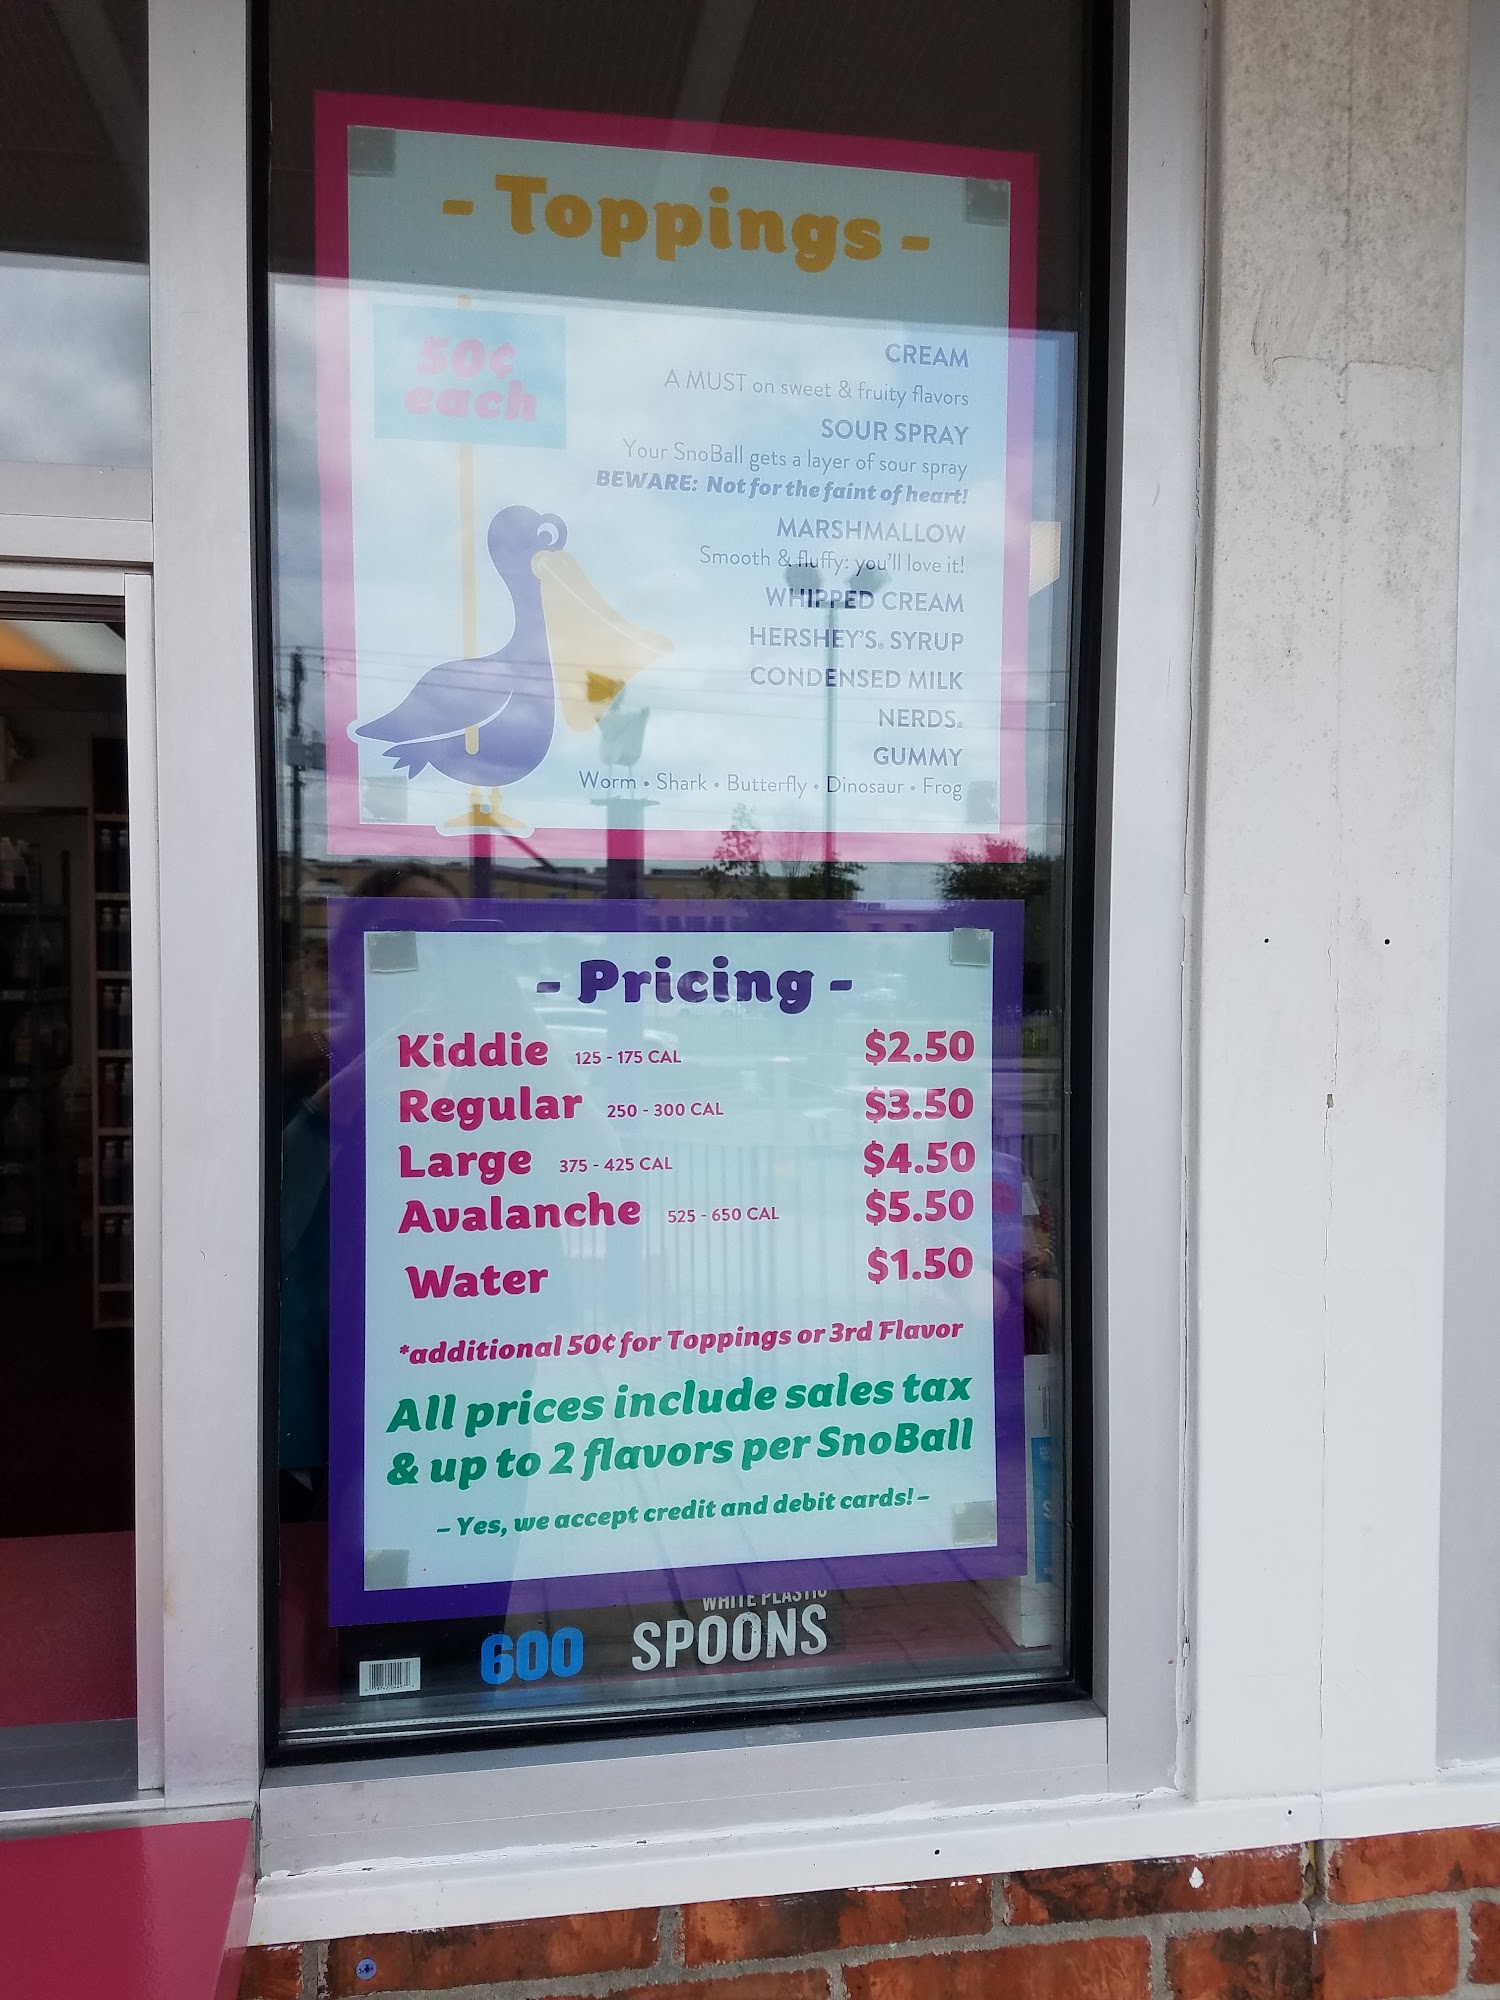 - Toppings -
50¢
each
CREAM
A MUST on sweet & fruity flavors
SOUR SPRAY
Your SnoBall gets a layer of sour spray
BEWARE: Not for the faint of heart!
MARSHMALLOW
Smooth & fluffy: you'll love it!
WHIPPED CREAM
HERSHEY'S® SYRUP
CONDENSED MILK
NERDS®
GUMMY
Worm • Shark • Butterfly • Dinosaur • Frog
- Pricing -
Kiddie 125 - 175 CAL $2.50
Regular 250 - 300 CAL $3.50
Large 375 - 425 CAL $4.50
Avalanche 525 - 650 CAL $5.50
Water $1.50
*additional 50¢ for Toppings or 3rd Flavor
All prices include sales tax
& up to 2 flavors per SnoBall
- Yes, we accept credit and debit cards! -
WHITE PLASTIC
600 SPOONS